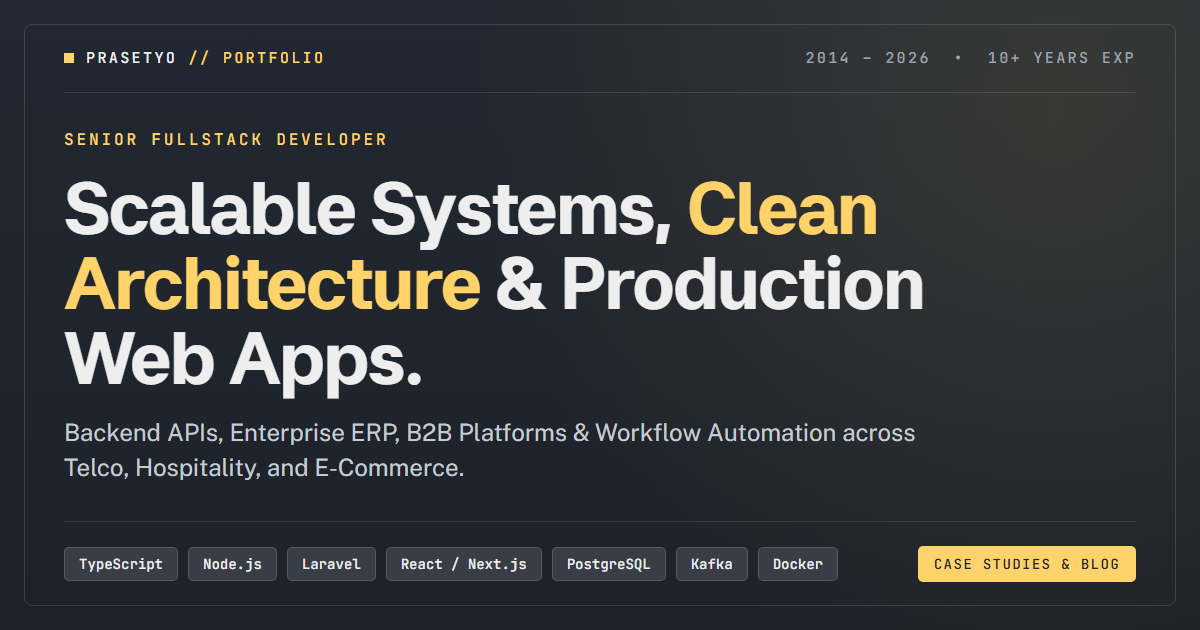 PRASETYO // PORTFOLIO
2014 – 2026 • 10+ YEARS EXP
SENIOR FULLSTACK DEVELOPER
Scalable Systems, Clean
Architecture & Production
Web Apps.
Backend APIs, Enterprise ERP, B2B Platforms & Workflow Automation across
Telco, Hospitality, and E-Commerce.
TypeScript
Node.js
Laravel
React / Next.js
PostgreSQL
Kafka
Docker
CASE STUDIES & BLOG